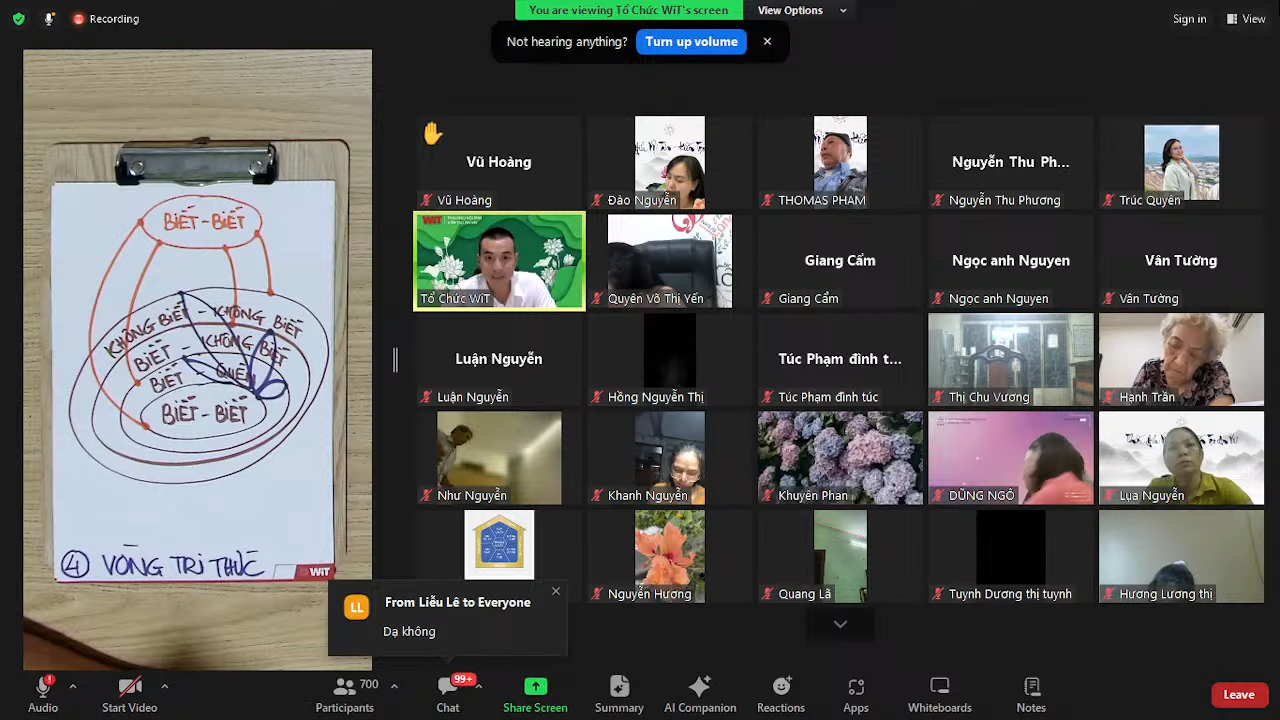 You are viewing Tổ Chức WiT's screen
View Options
Recording
Sign in
View
Not hearing anything?
Turn up volume
BIẾT - BIẾT
KHÔNG BIẾT - KHÔNG BIẾT
BIẾT - KHÔNG BIẾT
BIẾT - QUÊN
BIẾT - BIẾT
④ VÒNG TRI THỨC
WiT
Vũ Hoàng
Vũ Hoàng
Đào Nguyễn
THOMAS PHAM
Nguyễn Thu Ph...
Nguyễn Thu Phương
Trúc Quyên
WiT
Tổ Chức WiT
Quyên Võ Thị Yến
Giang Cẩm
Giang Cẩm
Ngọc anh Nguyen
Ngọc anh Nguyen
Vân Tường
Vân Tường
Luận Nguyễn
Luận Nguyễn
Hồng Nguyễn Thị
Túc Phạm đình t...
Túc Phạm đình túc
Thị Chu Vương
Hạnh Trần
Như Nguyễn
Khanh Nguyễn
Khuyên Phan
DŨNG NGÔ
Lua Nguyễn
Nguyễn Hương
Quang Lã
Tuynh Dương thị tuynh
Hương Lương thị
LL
From Liễu Lê to Everyone
Dạ không
Audio
Start Video
700
Participants
99+
Chat
Share Screen
Summary
AI Companion
Reactions
Apps
Whiteboards
Notes
Leave